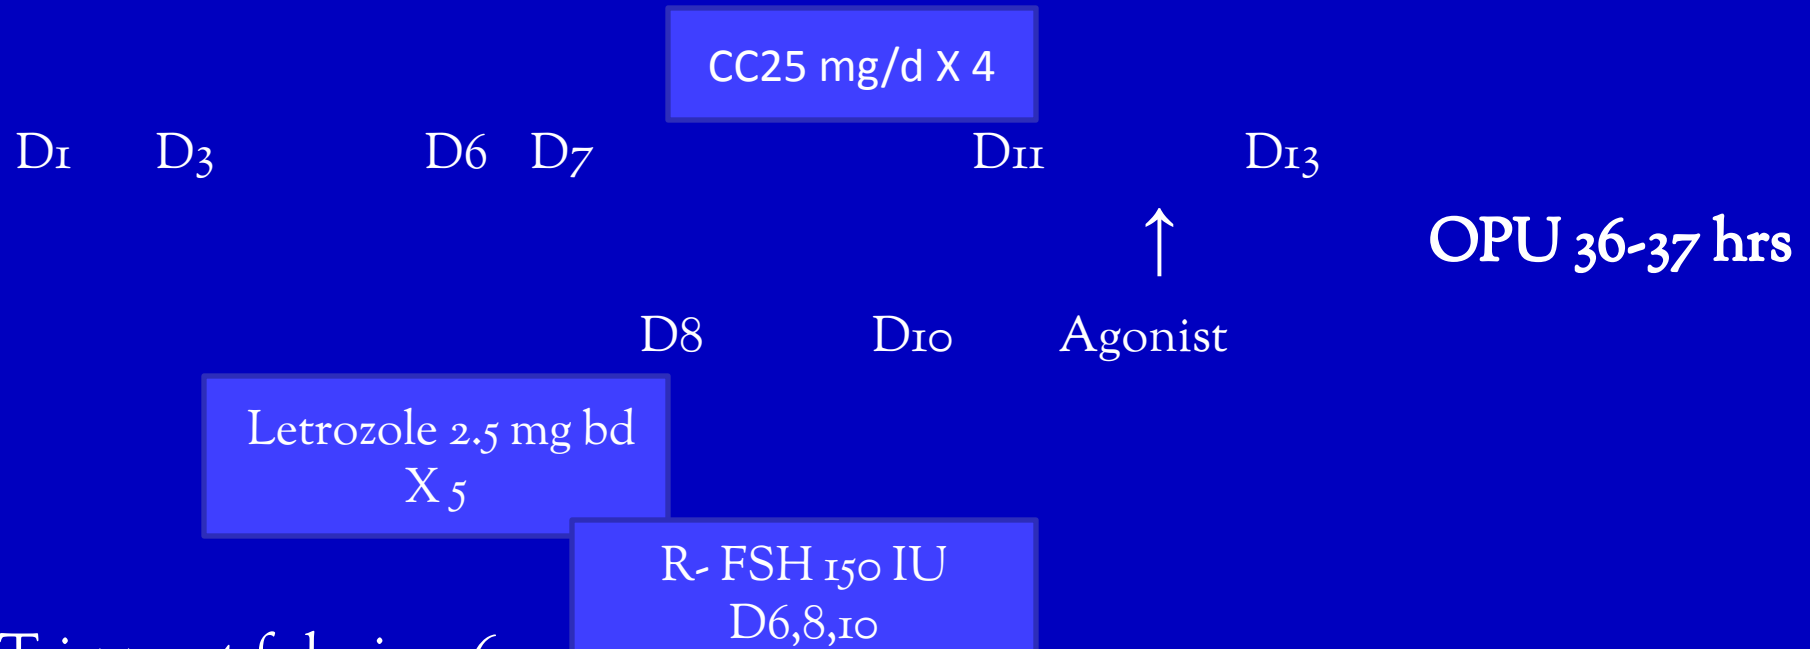 CC25 mg/d X 4
D1 D3 D6 D7 D11 D13
↑
OPU 36-37 hrs
D8 D10 Agonist
Letrozole 2.5 mg bd
X 5
R- FSH 150 IU
D6,8,10